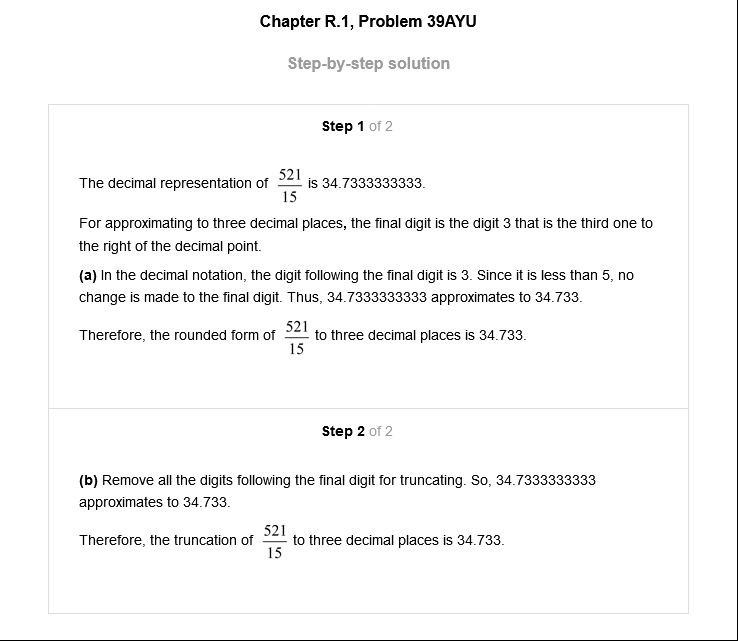 Chapter R.1, Problem 39AYU
Step-by-step solution
Step 1 of 2
The decimal representation of 521/15 is 34.7333333333.
For approximating to three decimal places, the final digit is the digit 3 that is the third one to
the right of the decimal point.
(a) In the decimal notation, the digit following the final digit is 3. Since it is less than 5, no
change is made to the final digit. Thus, 34.7333333333 approximates to 34.733.
Therefore, the rounded form of 521/15 to three decimal places is 34.733.
Step 2 of 2
(b) Remove all the digits following the final digit for truncating. So, 34.7333333333
approximates to 34.733.
Therefore, the truncation of 521/15 to three decimal places is 34.733.